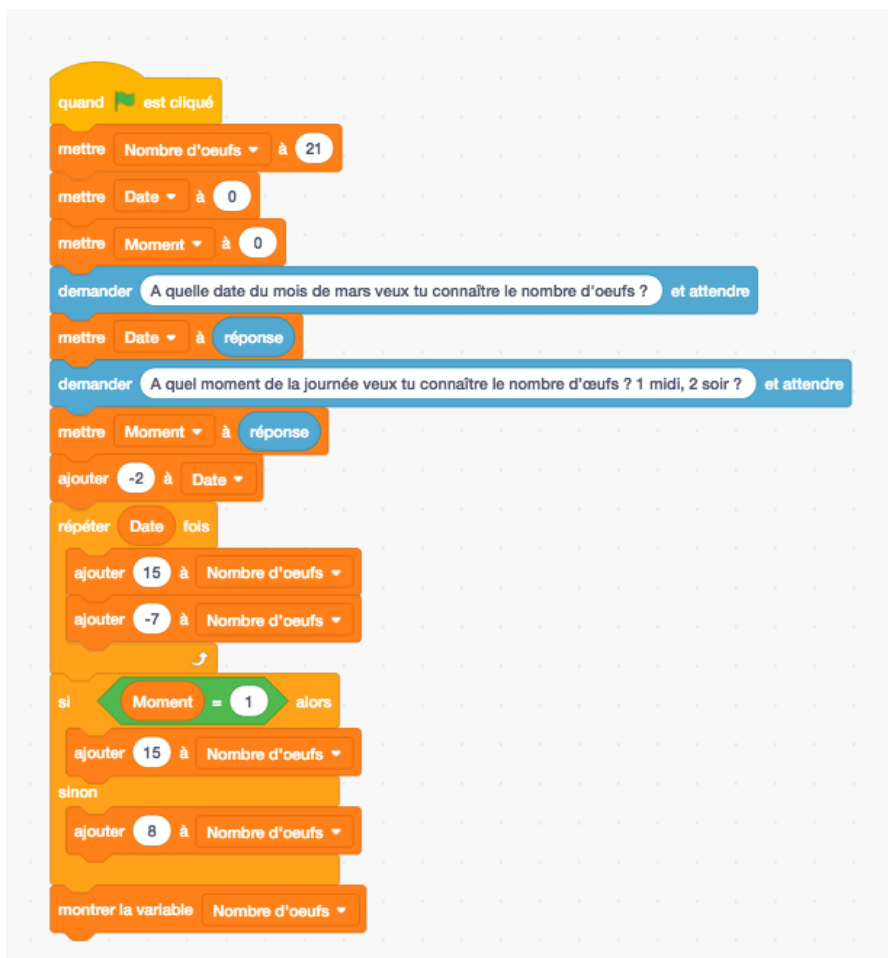 quand est cliqué
mettre Nombre d'oeufs à 21
mettre Date à 0
mettre Moment à 0
demander A quelle date du mois de mars veux tu connaître le nombre d'oeufs ? et attendre
mettre Date à réponse
demander A quel moment de la journée veux tu connaître le nombre d'œufs ? 1 midi, 2 soir ? et attendre
mettre Moment à réponse
ajouter -2 à Date
répéter Date fois
ajouter 15 à Nombre d'oeufs
ajouter -7 à Nombre d'oeufs
si Moment = 1 alors
ajouter 15 à Nombre d'oeufs
sinon
ajouter 8 à Nombre d'oeufs
montrer la variable Nombre d'oeufs